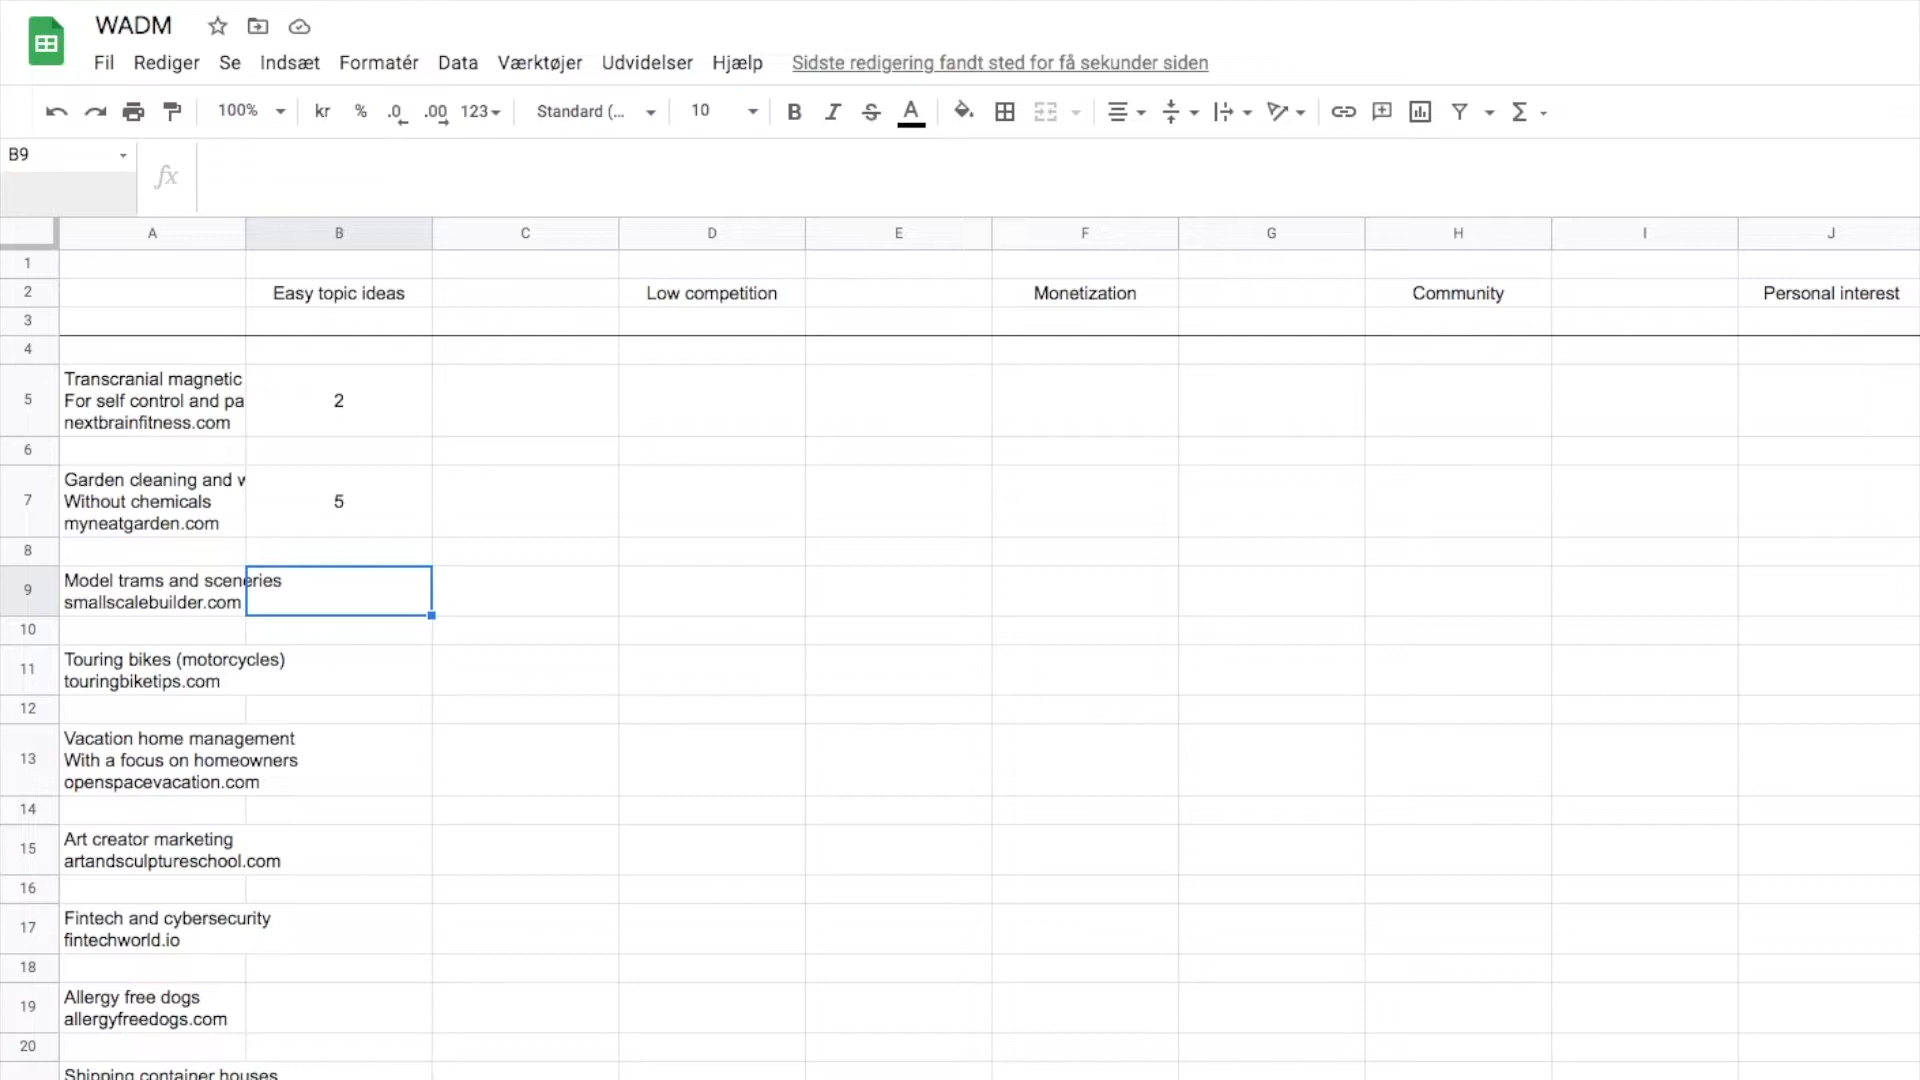 WADM
Fil Rediger Se Indsæt Formatér Data Værktøjer Udvidelser Hjælp Sidste redigering fandt sted for få sekunder siden
100% kr % .0 .00 123 Standard (... 10 B I S A Σ
B9
fx
A B C D E F G H I J
1
2 Easy topic ideas Low competition Monetization Community Personal interest
3
4
Transcranial magnetic
5 For self control and pa 2
nextbrainfitness.com
6
Garden cleaning and w
7 Without chemicals 5
myneatgarden.com
8
Model trams and sceneries
9
smallscalebuilder.com
10
Touring bikes (motorcycles)
11
touringbiketips.com
12
Vacation home management
13 With a focus on homeowners
openspacevacation.com
14
Art creator marketing
15
artandsculptureschool.com
16
Fintech and cybersecurity
17
fintechworld.io
18
Allergy free dogs
19
allergyfreedogs.com
20
Shipping container houses